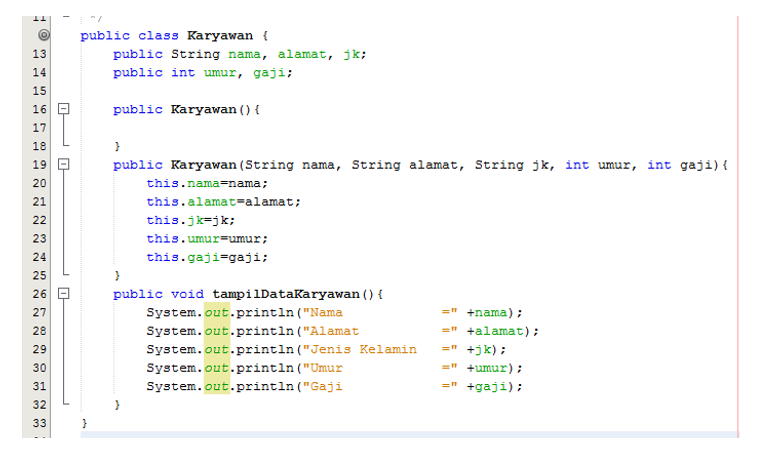 11 */
public class Karyawan {
13 public String nama, alamat, jk;
14 public int umur, gaji;
15
16 public Karyawan(){
17
18 }
19 public Karyawan(String nama, String alamat, String jk, int umur, int gaji){
20 this.nama=nama;
21 this.alamat=alamat;
22 this.jk=jk;
23 this.umur=umur;
24 this.gaji=gaji;
25 }
26 public void tampilDataKaryawan(){
27 System.out.println("Nama            =" +nama);
28 System.out.println("Alamat          =" +alamat);
29 System.out.println("Jenis Kelamin   =" +jk);
30 System.out.println("Umur            =" +umur);
31 System.out.println("Gaji            =" +gaji);
32 }
33 }